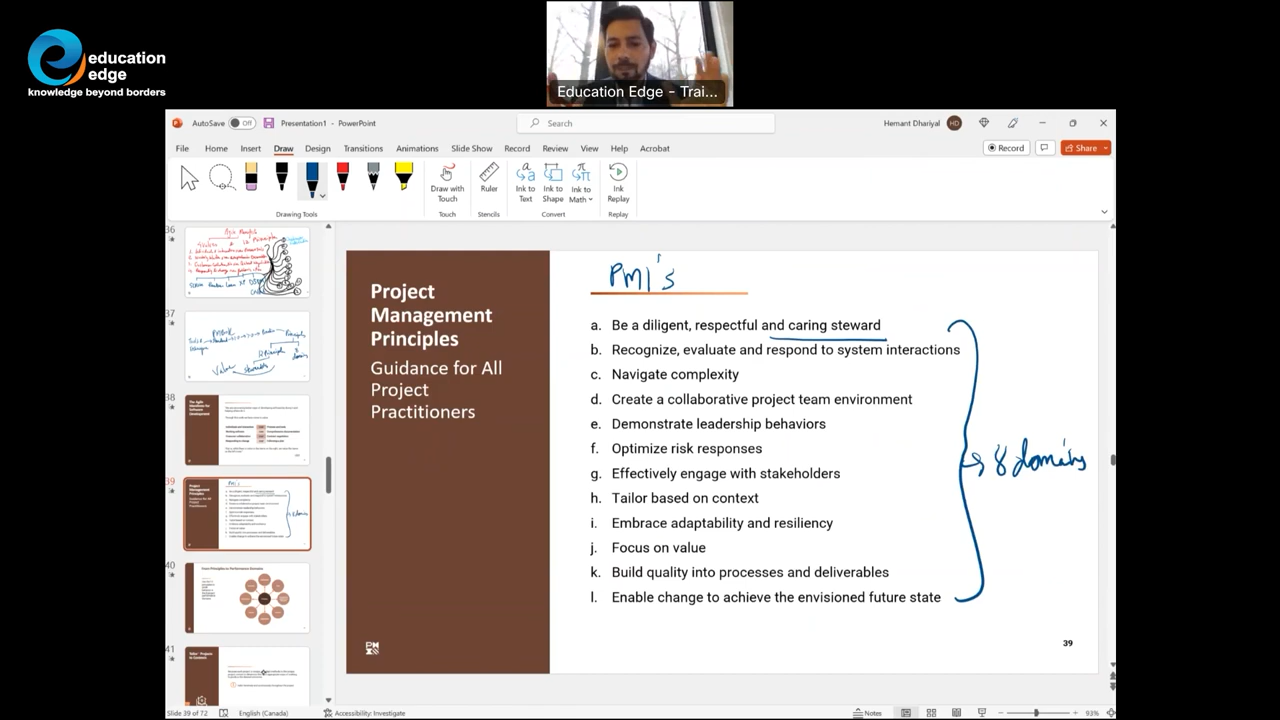 education
edge
knowledge beyond borders
Education Edge - Trai...
AutoSave Off Presentation1 • PowerPoint
Search
Hemant Dhariyal HD
File Home Insert Draw Design Transitions Animations Slide Show Record Review View Help Acrobat
Record Share
Draw with Touch
Ruler
Ink to Text
Ink to Shape
Ink to Math
Ink Replay
Drawing Tools Touch Stencils Convert Replay
36
37
38
39
40
41
Project
Management
Principles
Guidance for All
Project
Practitioners
PMI's
a. Be a diligent, respectful and caring steward
b. Recognize, evaluate and respond to system interactions
c. Navigate complexity
d. Create a collaborative project team environment
e. Demonstrate leadership behaviors
f. Optimize risk responses
g. Effectively engage with stakeholders
h. Tailor based on context
i. Embrace adaptability and resiliency
j. Focus on value
k. Build quality into processes and deliverables
l. Enable change to achieve the envisioned future state
8 domains
39
Slide 39 of 72 English (Canada) Accessibility: Investigate Notes 93%